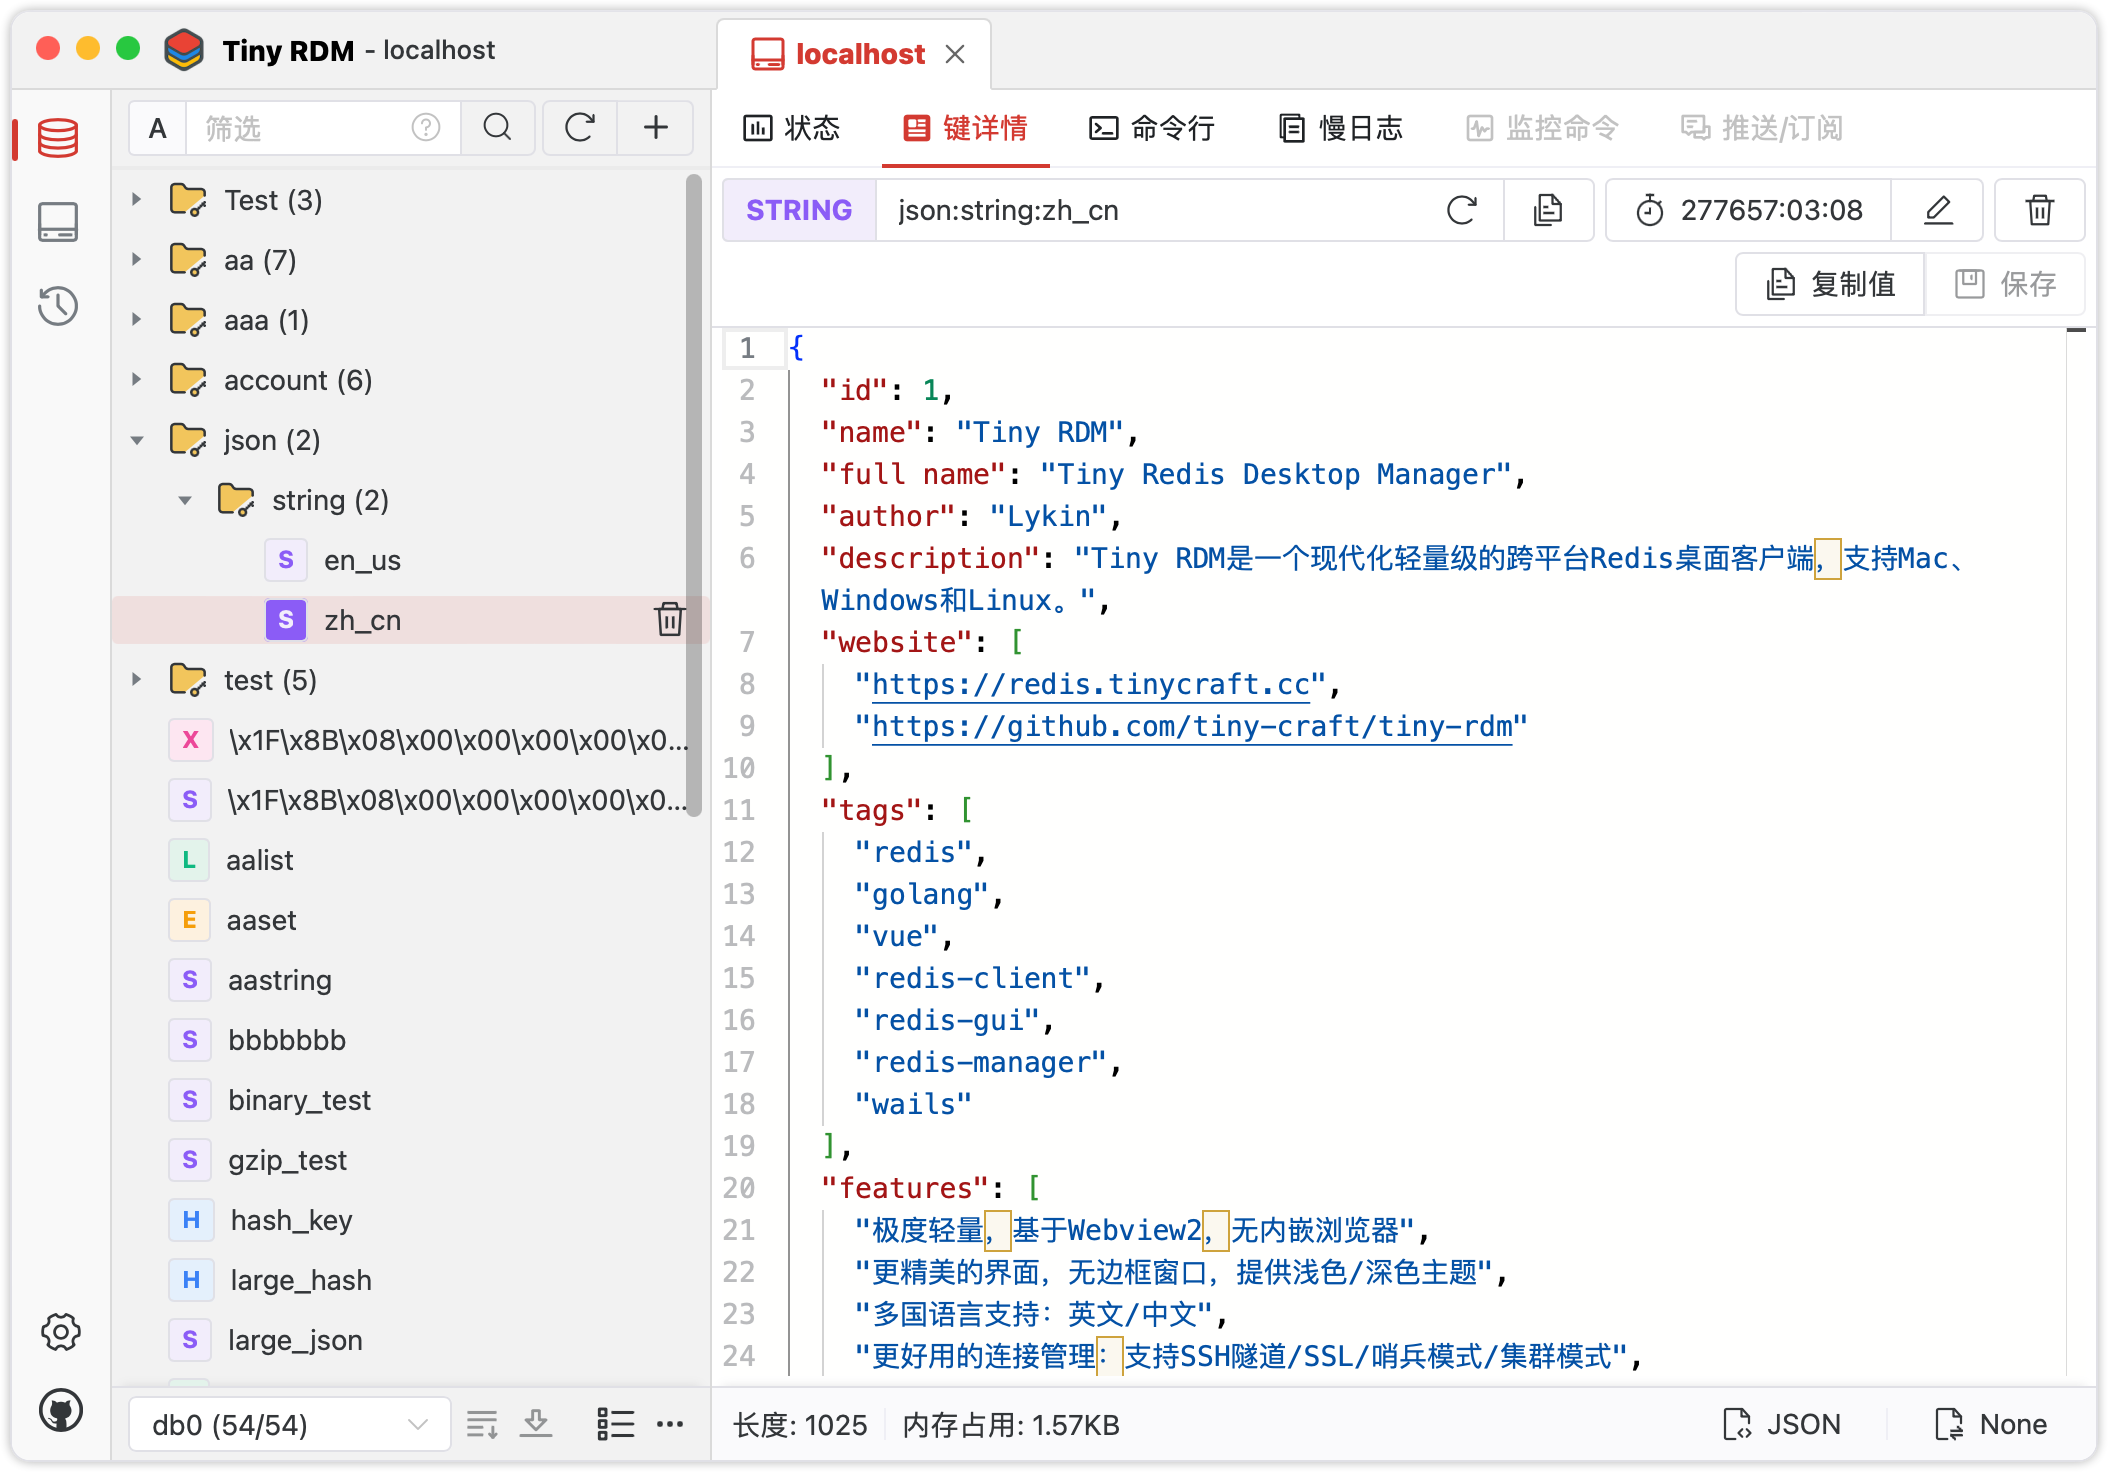 Tiny RDM - localhost
localhost
A 筛选
状态 键详情 命令行 慢日志 监控命令 推送/订阅
Test (3)
aa (7)
aaa (1)
account (6)
json (2)
string (2)
S en_us
S zh_cn
test (5)
X \x1F\x8B\x08\x00\x00\x00\x00\x0...
S \x1F\x8B\x08\x00\x00\x00\x00\x0...
L aalist
E aaset
S aastring
S bbbbbbb
S binary_test
S gzip_test
H hash_key
H large_hash
S large_json
db0 (54/54)
STRING json:string:zh_cn 277657:03:08
复制值 保存
1 {
2 "id": 1,
3 "name": "Tiny RDM",
4 "full name": "Tiny Redis Desktop Manager",
5 "author": "Lykin",
6 "description": "Tiny RDM是一个现代化轻量级的跨平台Redis桌面客户端，支持Mac、
Windows和Linux。",
7 "website": [
8 "https://redis.tinycraft.cc",
9 "https://github.com/tiny-craft/tiny-rdm"
10 ],
11 "tags": [
12 "redis",
13 "golang",
14 "vue",
15 "redis-client",
16 "redis-gui",
17 "redis-manager",
18 "wails"
19 ],
20 "features": [
21 "极度轻量，基于Webview2，无内嵌浏览器",
22 "更精美的界面，无边框窗口，提供浅色/深色主题",
23 "多国语言支持：英文/中文",
24 "更好用的连接管理：支持SSH隧道/SSL/哨兵模式/集群模式",
长度: 1025 内存占用: 1.57KB JSON None